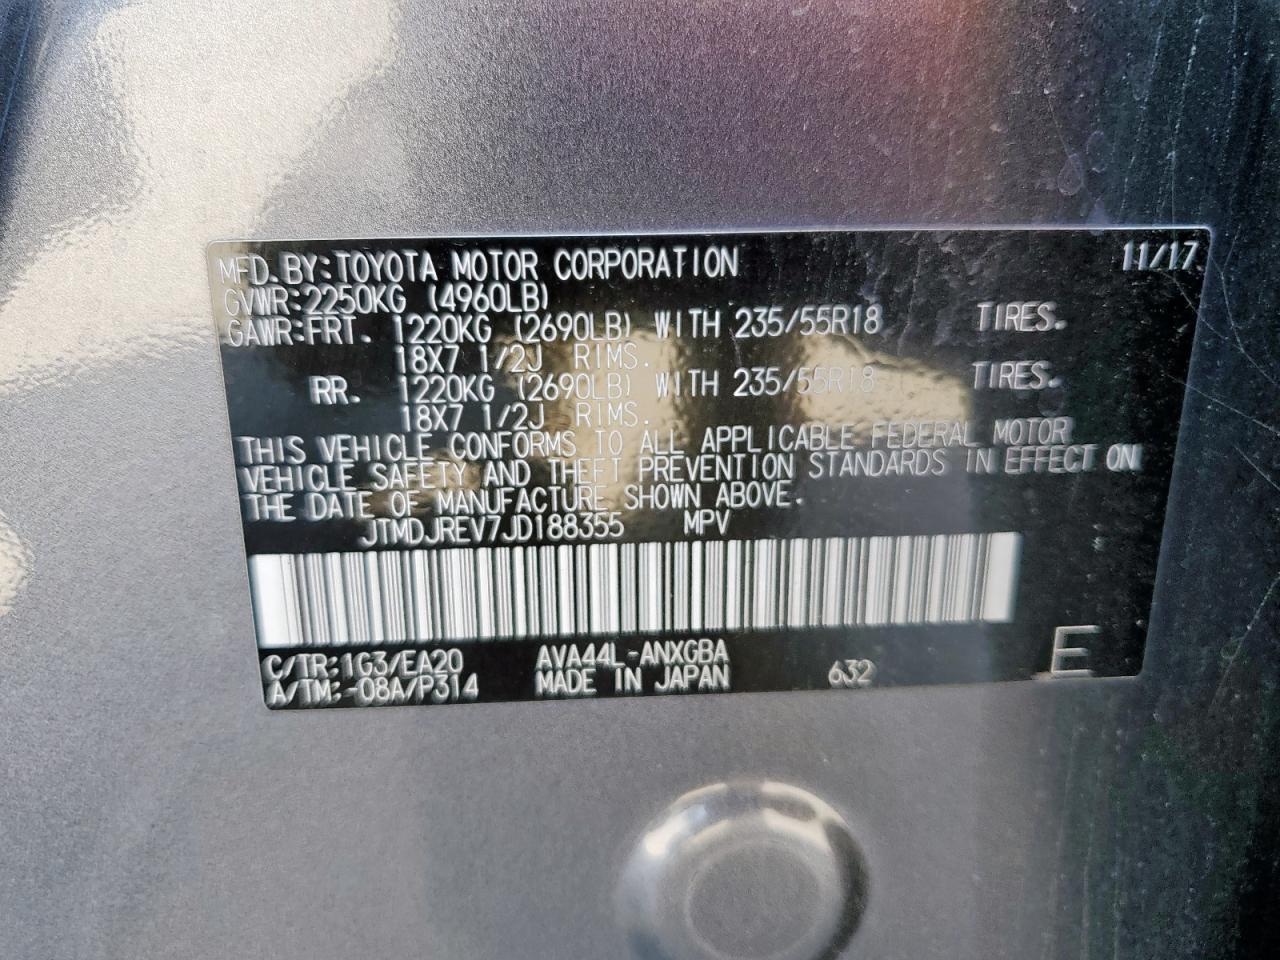 MFD. BY: TOYOTA MOTOR CORPORATION 11/17
GVWR: 2250KG (4960LB)
GAWR: FRT. 1220KG (2690LB) WITH 235/55R18 TIRES.
18X7 1/2J RIMS.
RR. 1220KG (2690LB) WITH 235/55R18 TIRES.
18X7 1/2J RIMS.
THIS VEHICLE CONFORMS TO ALL APPLICABLE FEDERAL MOTOR
VEHICLE SAFETY AND THEFT PREVENTION STANDARDS IN EFFECT ON
THE DATE OF MANUFACTURE SHOWN ABOVE.
JTMDJREV7JD188355 MPV
C/TR: 1G3/EA20 AVA44L-ANXGBA
A/TM: -08A/P314 MADE IN JAPAN 632 E